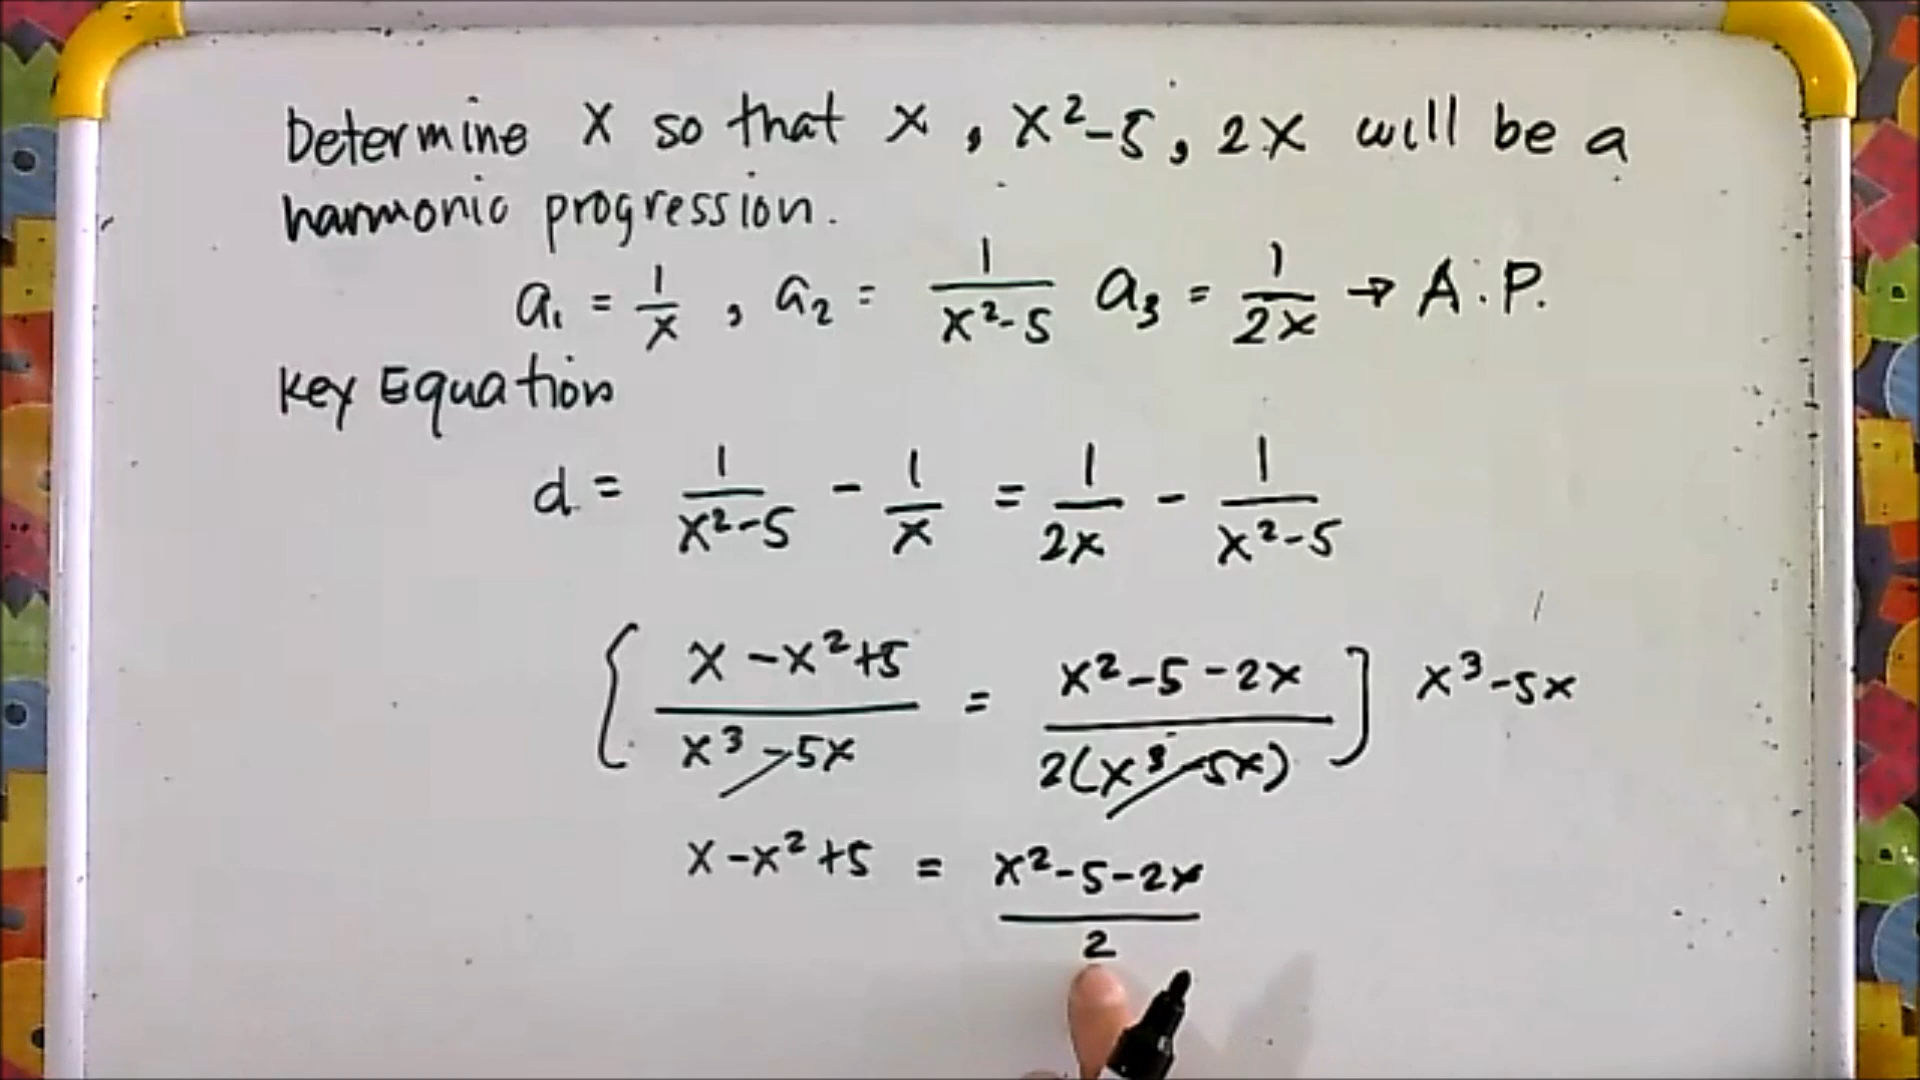 Determine x so that x , x²-5 , 2x will be a
harmonic progression.
a₁ = 1/x , a₂ = 1/(x²-5) a₃ = 1/2x → A.P.
Key Equation
d = 1/(x²-5) - 1/x = 1/2x - 1/(x²-5)
[ (x-x²+5)/(x³-5x) = (x²-5-2x)/(2(x³-5x)) ] x³-5x
x-x²+5 = (x²-5-2x)/2